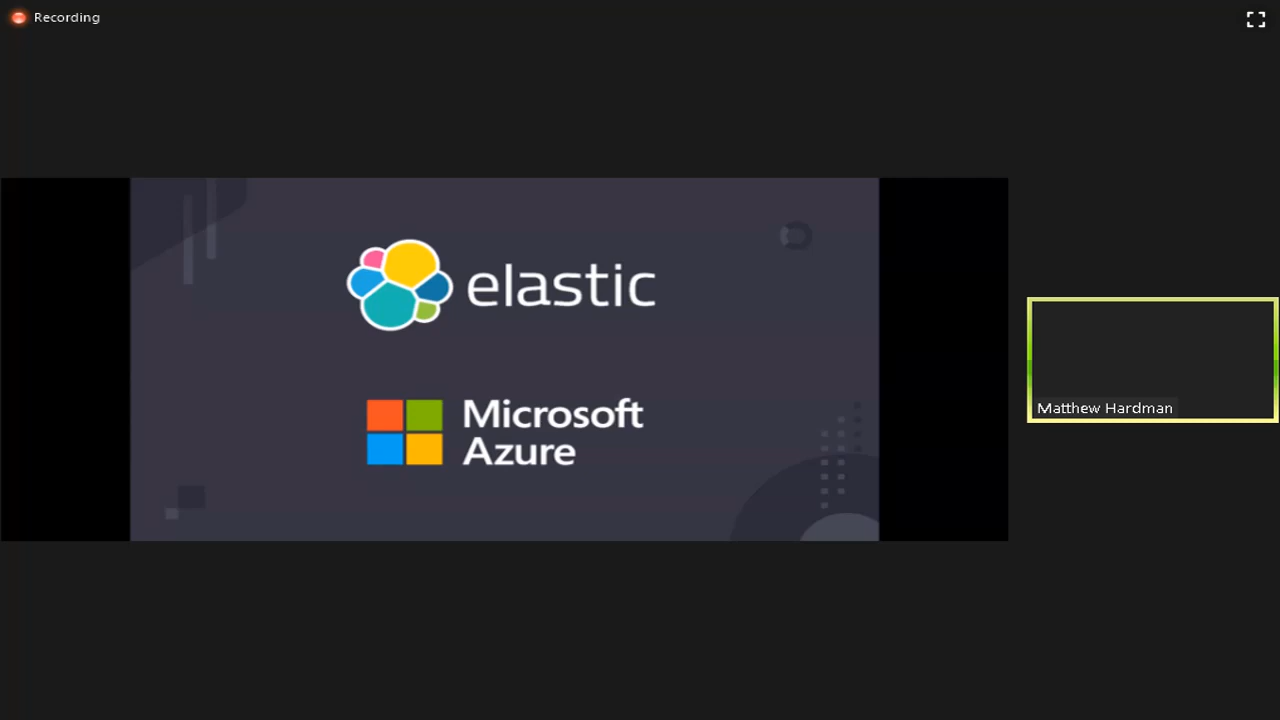 Recording
elastic
Microsoft
Azure
Matthew Hardman